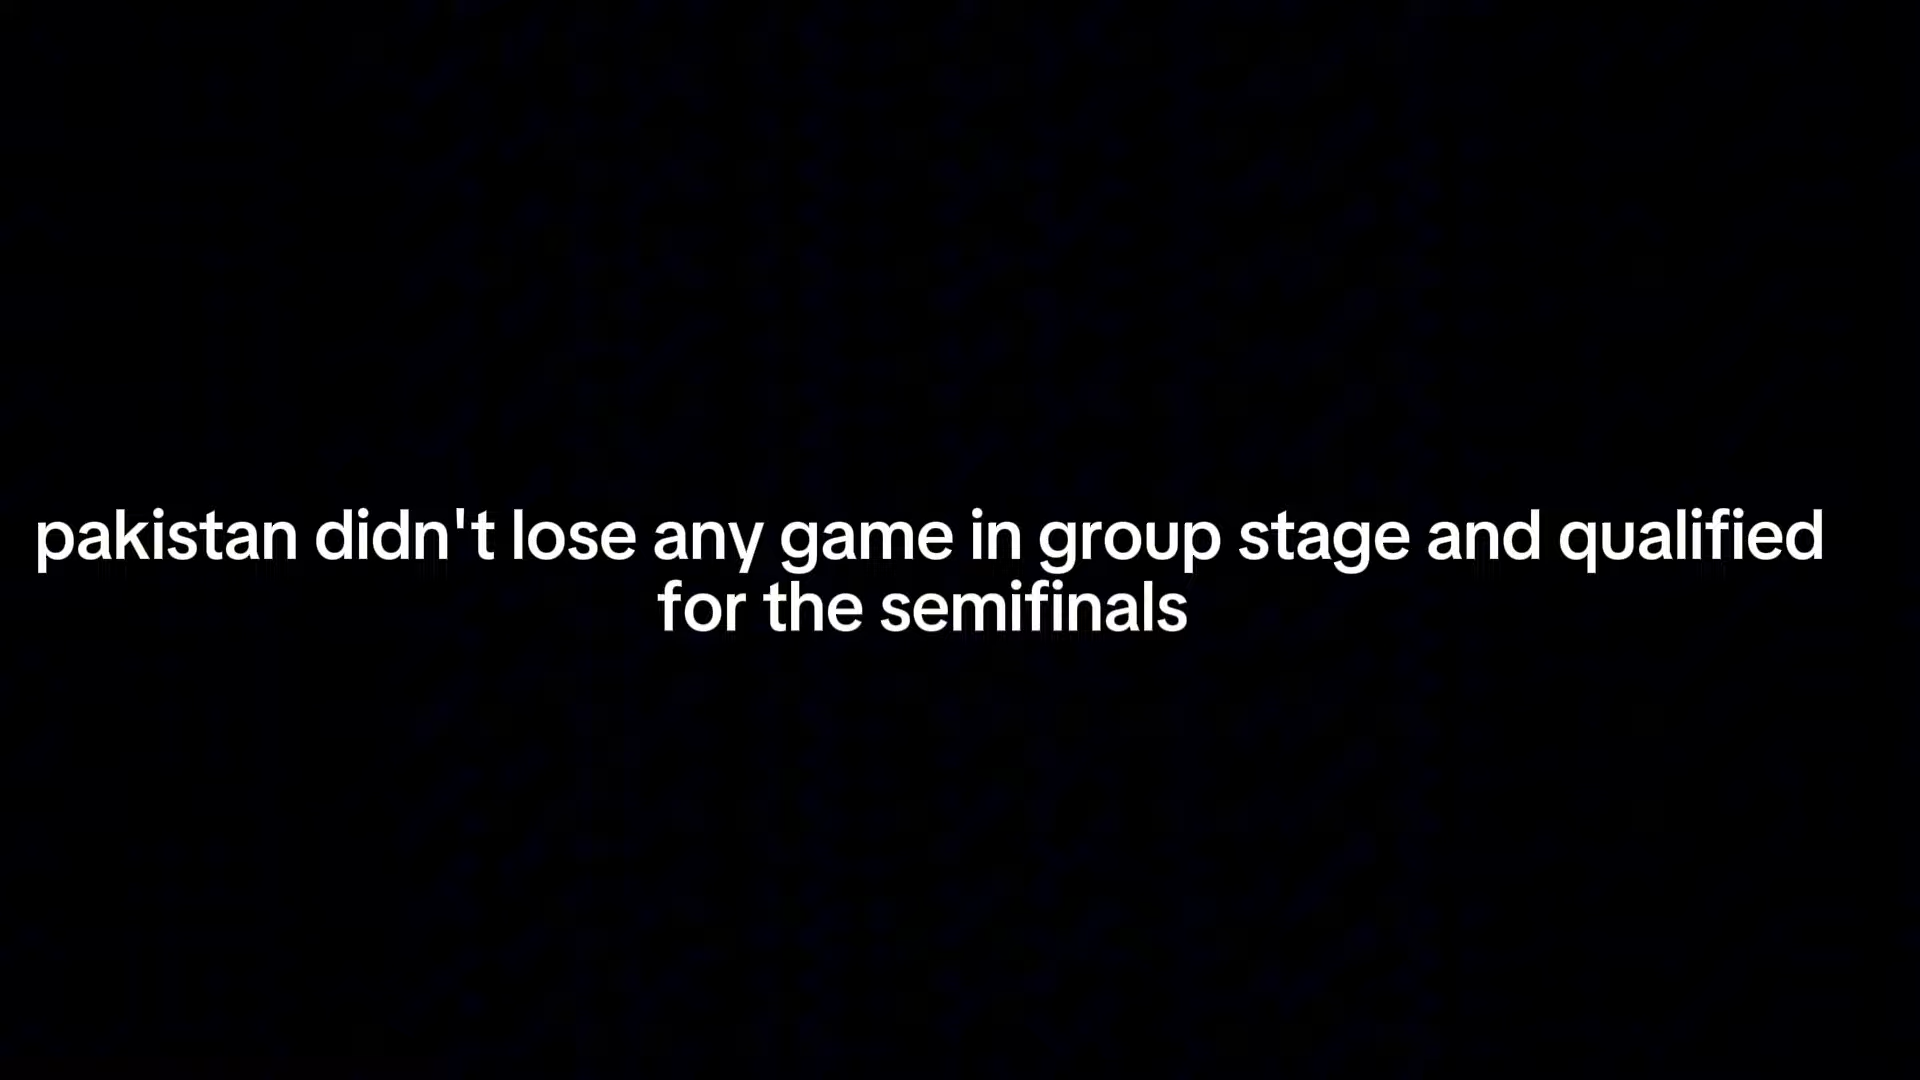 pakistan didn't lose any game in group stage and qualified
for the semifinals